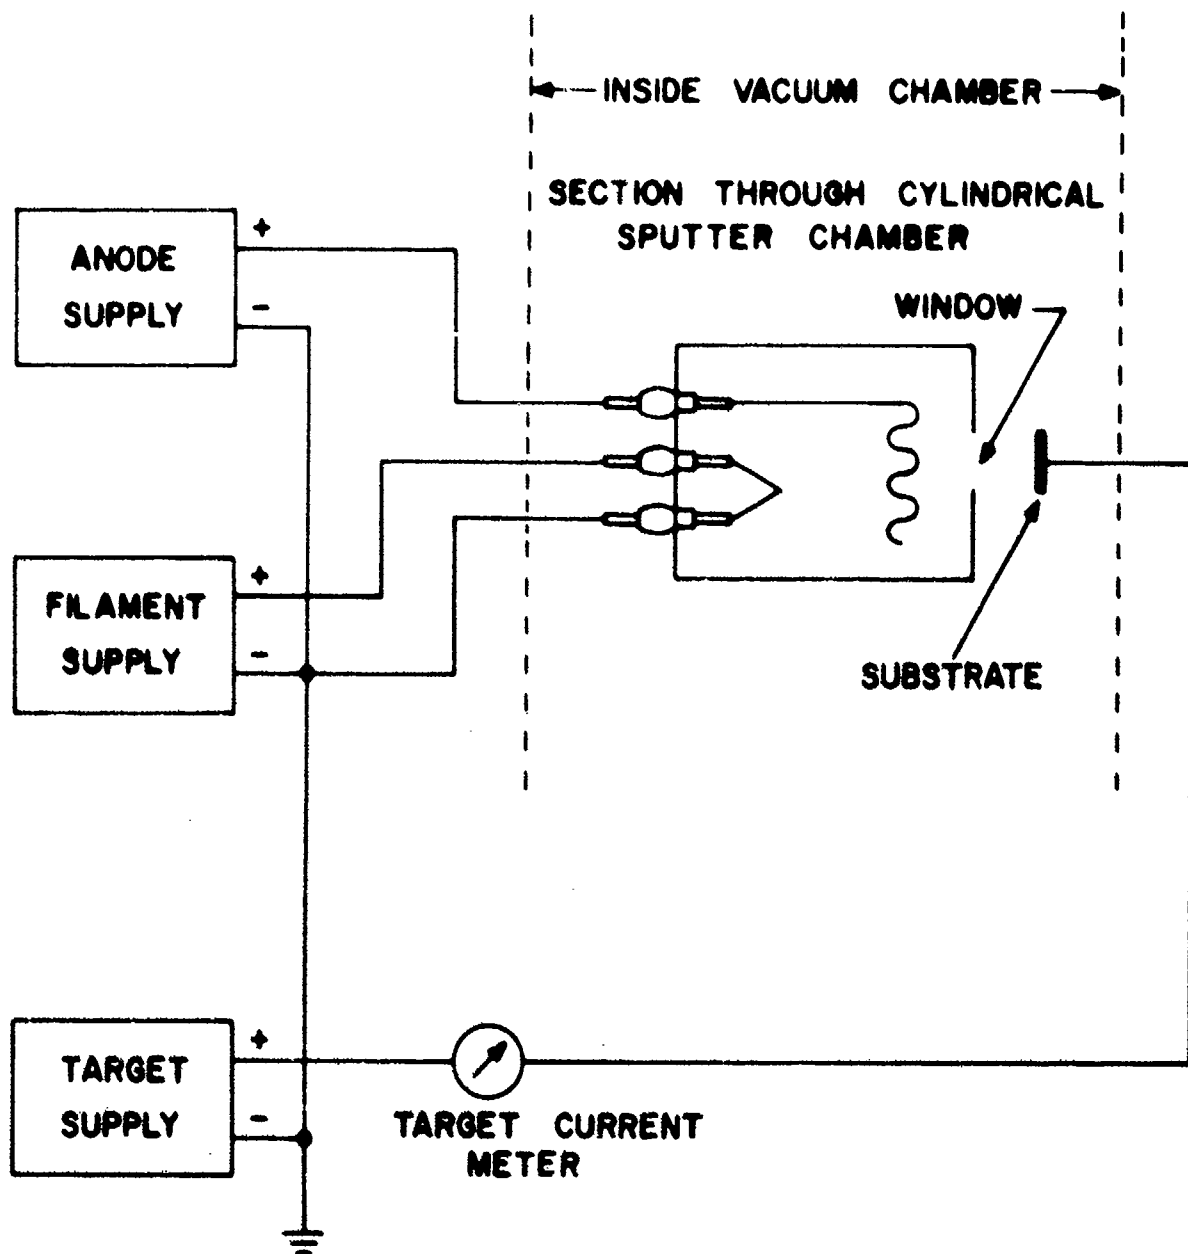 INSIDE VACUUM CHAMBER
SECTION THROUGH CYLINDRICAL
SPUTTER CHAMBER
+
ANODE
SUPPLY
-
WINDOW
+
FILAMENT
SUPPLY
-
SUBSTRATE
+
TARGET
SUPPLY
-
TARGET CURRENT
METER